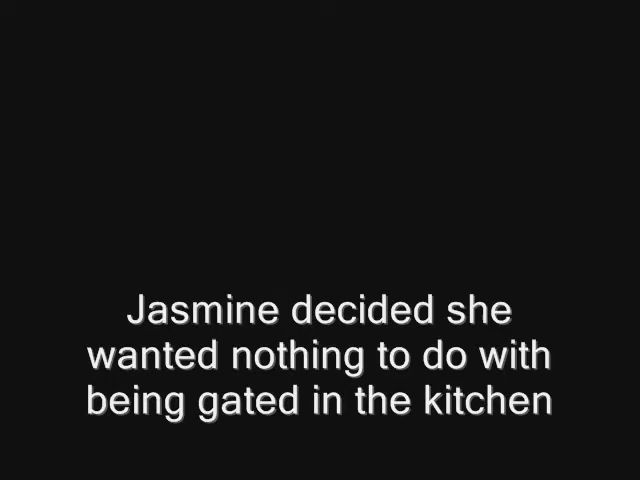 Jasmine decided she
wanted nothing to do with
being gated in the kitchen